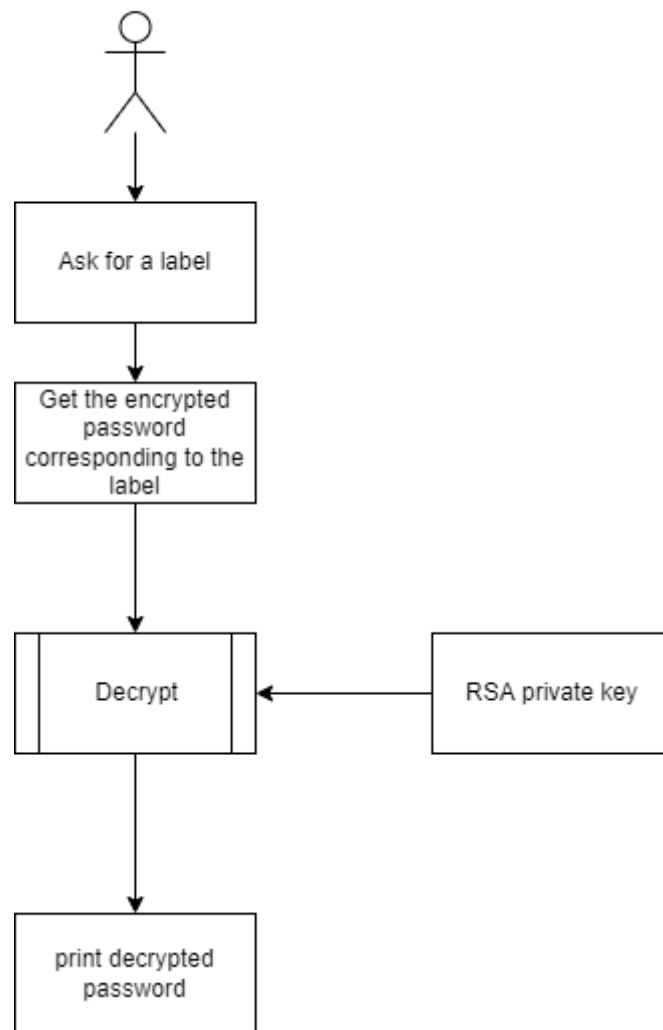 Ask for a label
Get the encrypted
password
corresponding to the
label
Decrypt
RSA private key
print decrypted
password